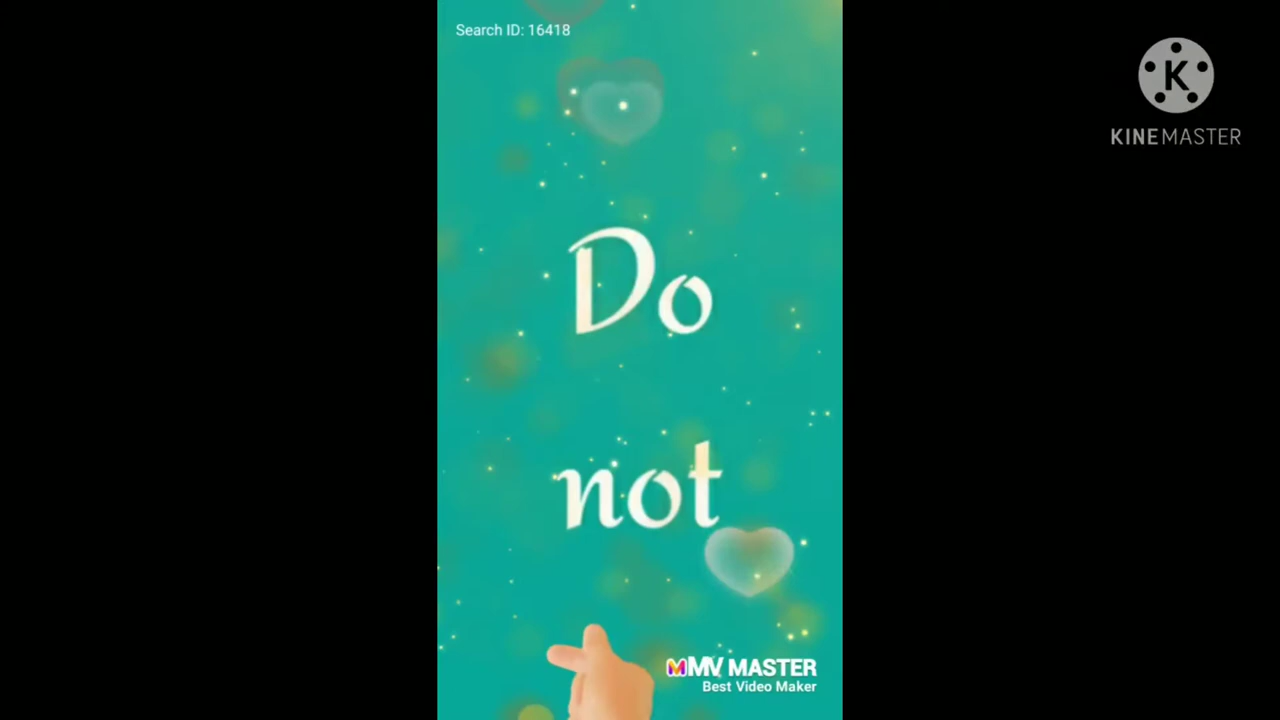 Search ID: 16418
K
KINEMASTER
Do
not
MV MASTER
Best Video Maker